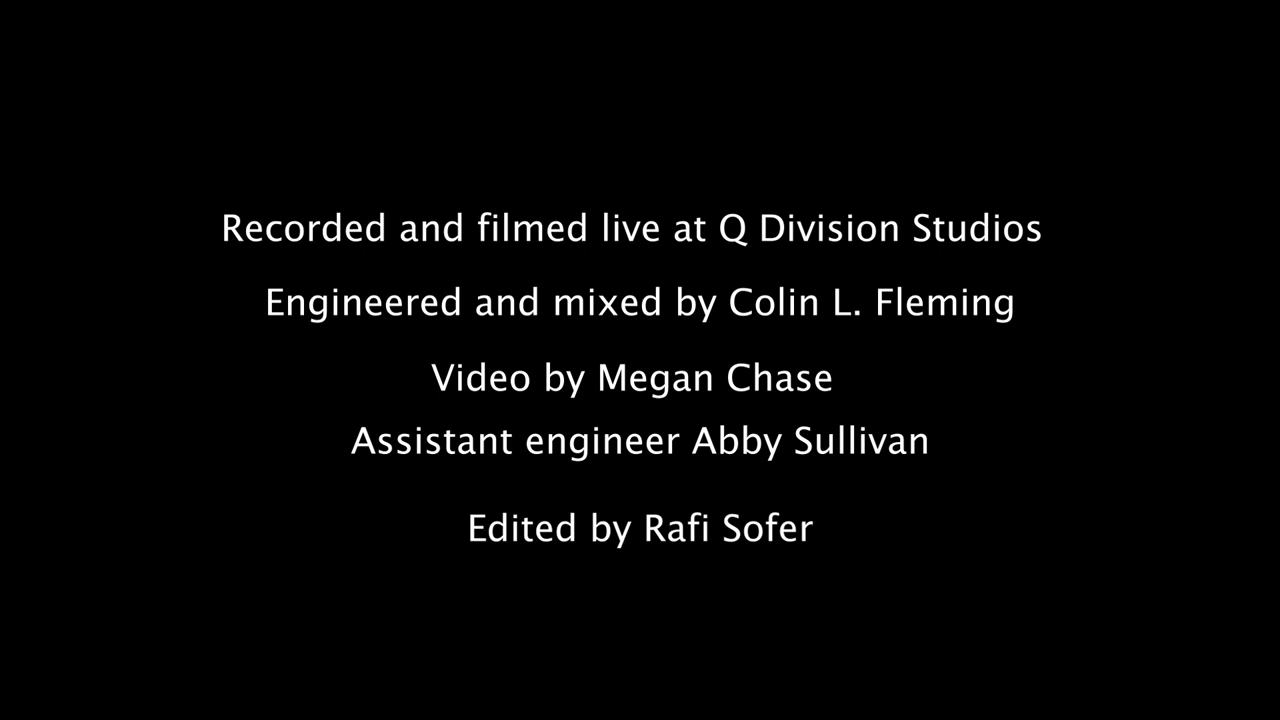 Recorded and filmed live at Q Division Studios
Engineered and mixed by Colin L. Fleming
Video by Megan Chase
Assistant engineer Abby Sullivan
Edited by Rafi Sofer